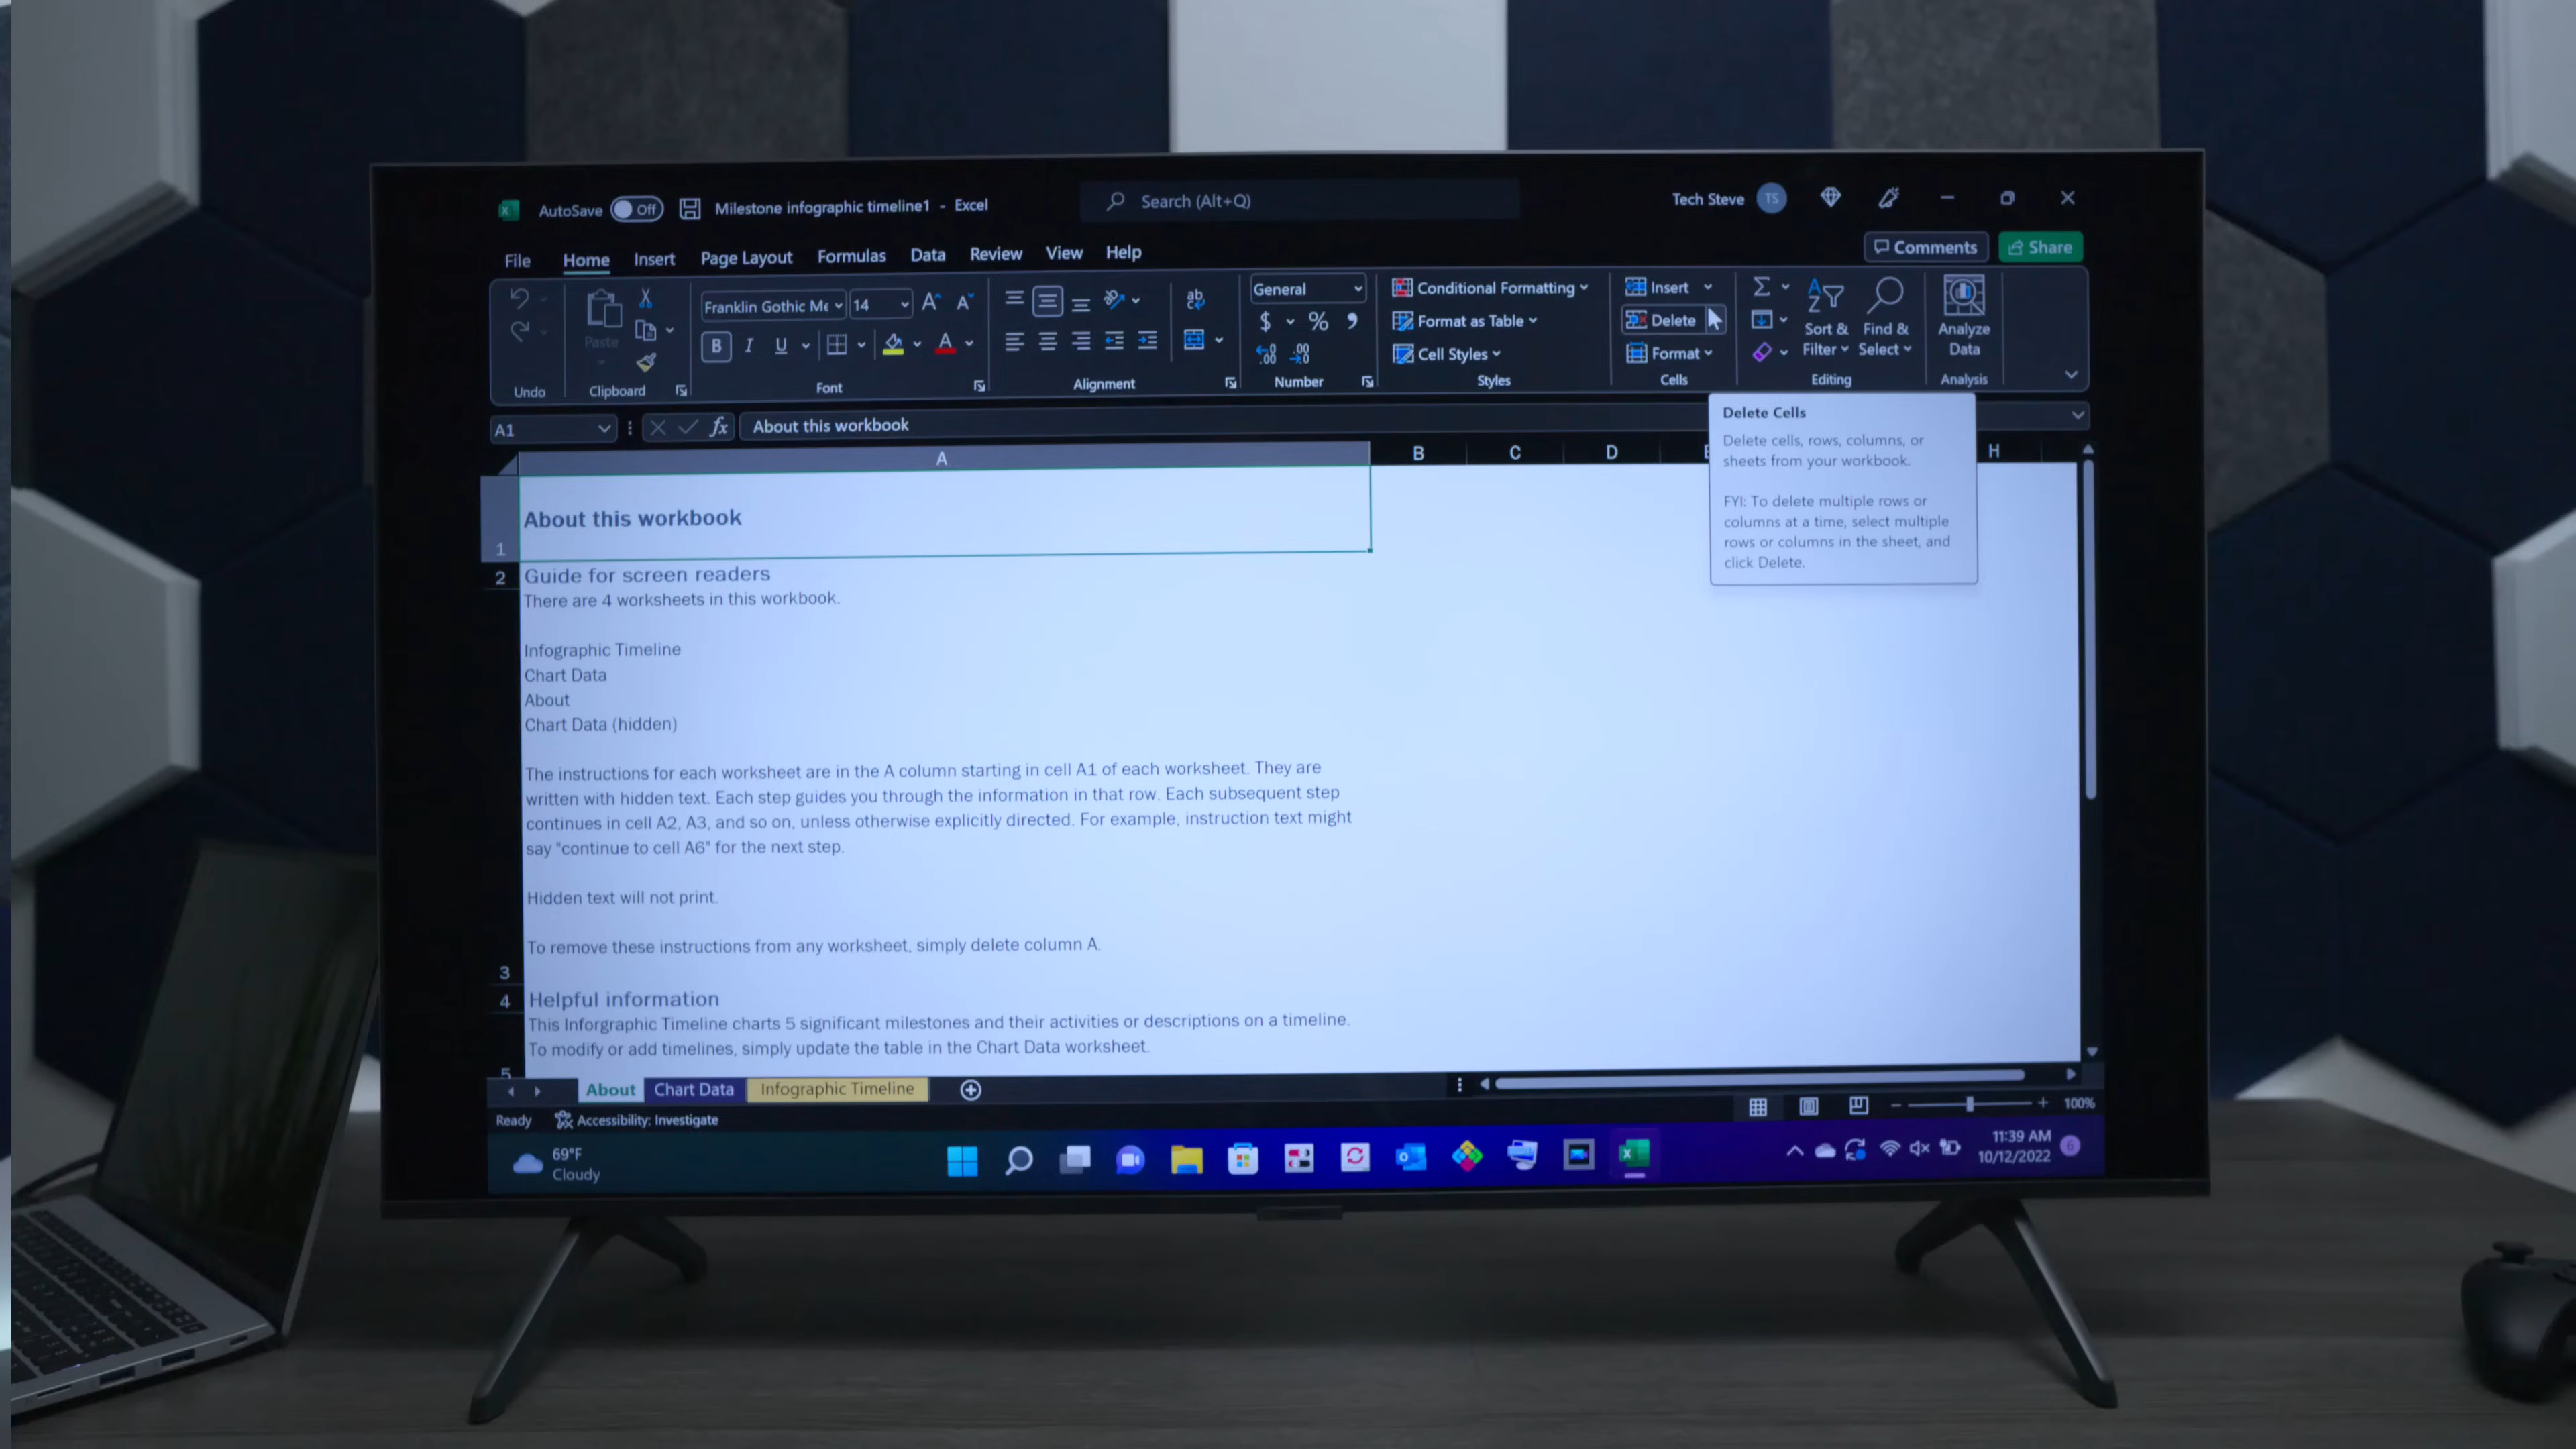 AutoSave Off Milestone infographic timeline1 - Excel Search (Alt+Q) Tech Steve TS
File Home Insert Page Layout Formulas Data Review View Help Comments Share
Franklin Gothic Me 14 General Conditional Formatting Insert
Paste B I U $ % Format as Table Delete Sort & Filter Find & Select Analyze Data
Cell Styles Format
Undo Clipboard Font Alignment Number Styles Cells Editing Analysis
A1 fx About this workbook
Delete Cells
Delete cells, rows, columns, or
sheets from your workbook.
FYI: To delete multiple rows or
columns at a time, select multiple
rows or columns in the sheet, and
click Delete.
A B C D E H
1 About this workbook
2 Guide for screen readers
There are 4 worksheets in this workbook.
Infographic Timeline
Chart Data
About
Chart Data (hidden)
The instructions for each worksheet are in the A column starting in cell A1 of each worksheet. They are
written with hidden text. Each step guides you through the information in that row. Each subsequent step
continues in cell A2, A3, and so on, unless otherwise explicitly directed. For example, instruction text might
say "continue to cell A6" for the next step.
Hidden text will not print.
To remove these instructions from any worksheet, simply delete column A.
3
4 Helpful information
This Inforgraphic Timeline charts 5 significant milestones and their activities or descriptions on a timeline.
To modify or add timelines, simply update the table in the Chart Data worksheet.
5
About Chart Data Infographic Timeline
Ready Accessibility: Investigate 100%
69°F
Cloudy
11:39 AM
10/12/2022 6